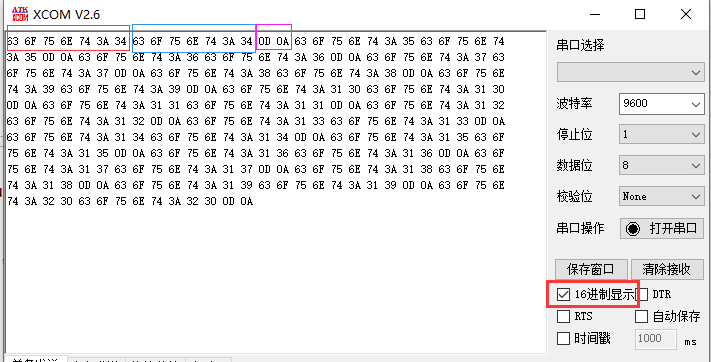 ATK
XCOM
XCOM V2.6
63 6F 75 6E 74 3A 34 63 6F 75 6E 74 3A 34 0D 0A 63 6F 75 6E 74 3A 35 63 6F 75 6E 74
3A 35 0D 0A 63 6F 75 6E 74 3A 36 63 6F 75 6E 74 3A 36 0D 0A 63 6F 75 6E 74 3A 37 63
6F 75 6E 74 3A 37 0D 0A 63 6F 75 6E 74 3A 38 63 6F 75 6E 74 3A 38 0D 0A 63 6F 75 6E
74 3A 39 63 6F 75 6E 74 3A 39 0D 0A 63 6F 75 6E 74 3A 31 30 63 6F 75 6E 74 3A 31 30
0D 0A 63 6F 75 6E 74 3A 31 31 63 6F 75 6E 74 3A 31 31 0D 0A 63 6F 75 6E 74 3A 31 32
63 6F 75 6E 74 3A 31 32 0D 0A 63 6F 75 6E 74 3A 31 33 63 6F 75 6E 74 3A 31 33 0D 0A
63 6F 75 6E 74 3A 31 34 63 6F 75 6E 74 3A 31 34 0D 0A 63 6F 75 6E 74 3A 31 35 63 6F
75 6E 74 3A 31 35 0D 0A 63 6F 75 6E 74 3A 31 36 63 6F 75 6E 74 3A 31 36 0D 0A 63 6F
75 6E 74 3A 31 37 63 6F 75 6E 74 3A 31 37 0D 0A 63 6F 75 6E 74 3A 31 38 63 6F 75 6E
74 3A 31 38 0D 0A 63 6F 75 6E 74 3A 31 39 63 6F 75 6E 74 3A 31 39 0D 0A 63 6F 75 6E
74 3A 32 30 63 6F 75 6E 74 3A 32 30 0D 0A
串口选择
波特率 9600
停止位 1
数据位 8
校验位 None
串口操作 打开串口
保存窗口 清除接收
16进制显示 DTR
RTS 自动保存
时间戳 1000 ms